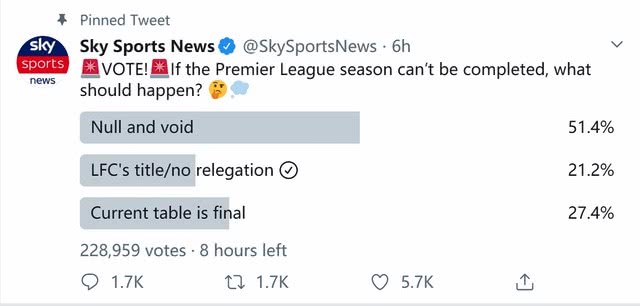 Pinned Tweet
sky
sports
news
Sky Sports News @SkySportsNews · 6h
🚨VOTE!🚨If the Premier League season can't be completed, what
should happen? 🤔💭
Null and void 51.4%
LFC's title/no relegation 21.2%
Current table is final 27.4%
228,959 votes · 8 hours left
1.7K 1.7K 5.7K